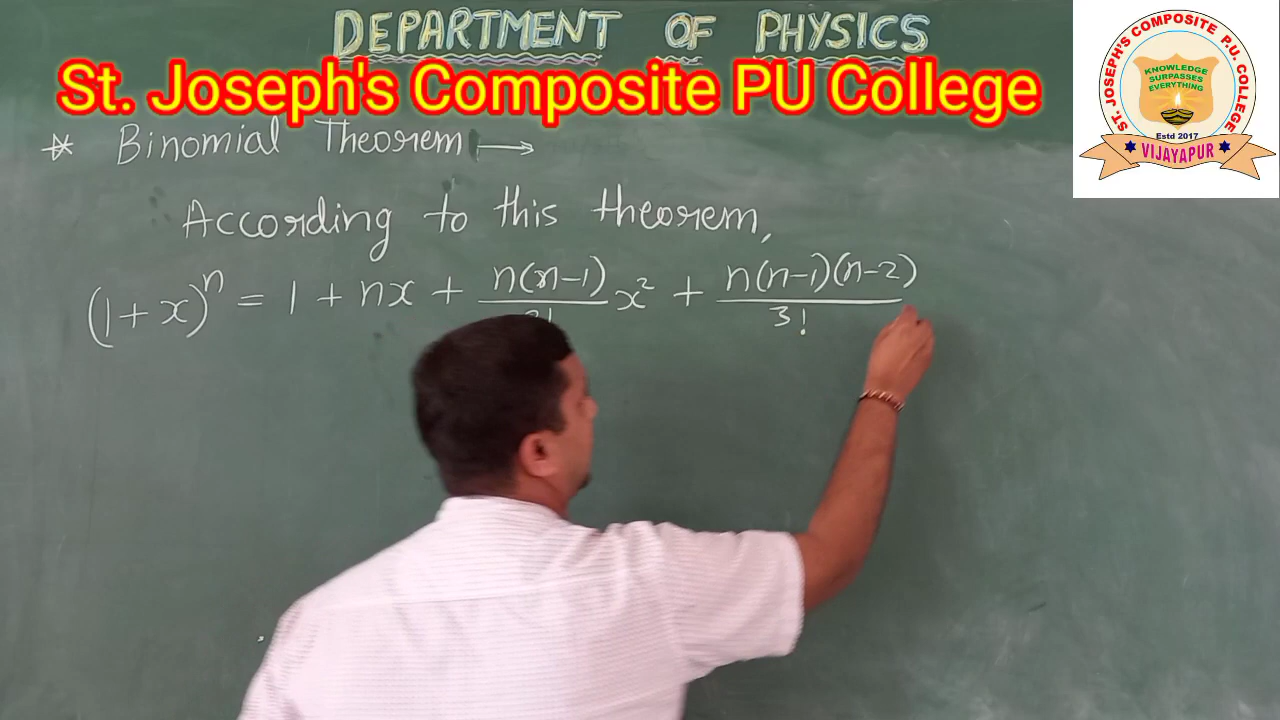 DEPARTMENT OF PHYSICS
St. Joseph's Composite PU College
* Binomial Theorem →
According to this theorem,
(1+x)ⁿ = 1 + nx + n(n-1)/2! x² + n(n-1)(n-2)/3!
ST. JOSEPH'S COMPOSITE P.U. COLLEGE
KNOWLEDGE
SURPASSES
EVERYTHING
Estd 2017
VIJAYAPUR